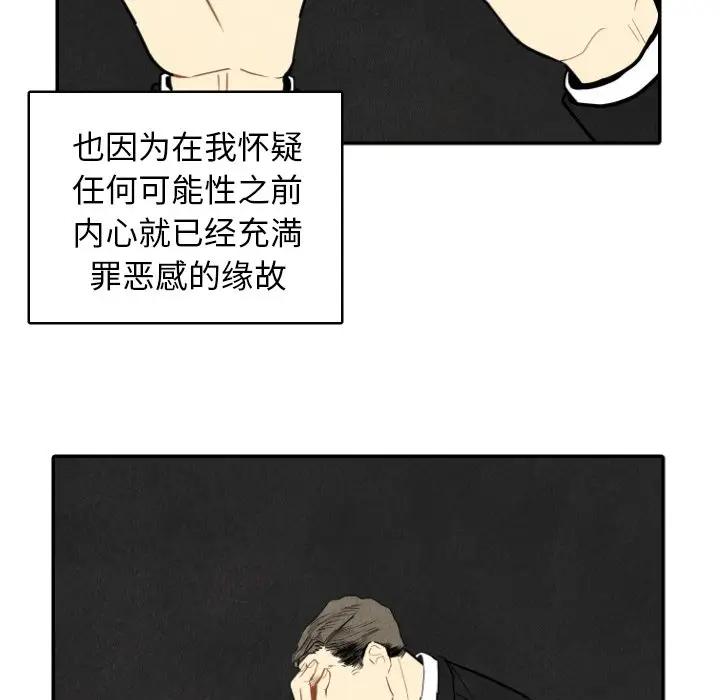 也因为在我怀疑
任何可能性之前
内心就已经充满
罪恶感的缘故